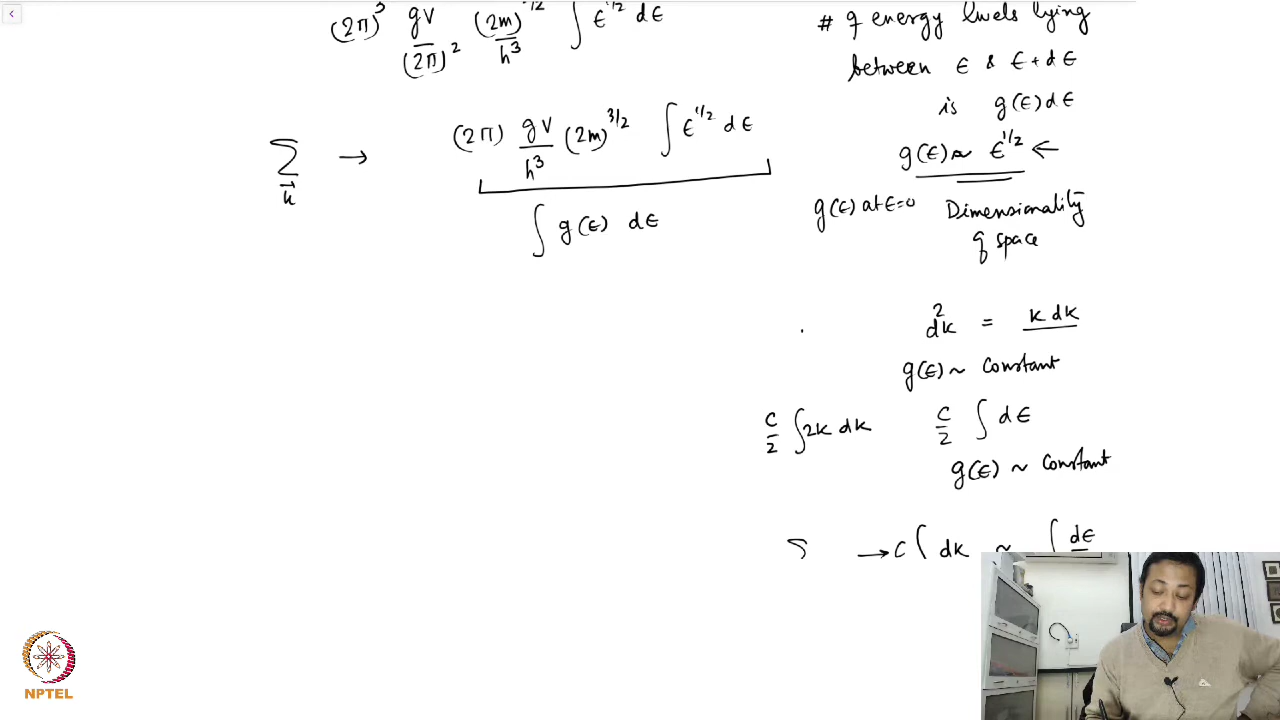 (2π)³ gV/(2π)² (2m)^1/2/h³ ∫ ε^1/2 dε
# of energy levels lying
between ε & ε + dε
is g(ε) dε
Σ_k⃗ → (2π) gV/h³ (2m)^3/2 ∫ ε^1/2 dε
g(ε) ~ ε^1/2 ←
∫ g(ε) dε
g(ε) at ε=0 Dimensionality
of space
d²k = k dk
g(ε) ~ constant
C/2 ∫ 2k dk C/2 ∫ dε
g(ε) ~ constant
Σ → C ∫ dk ~ ∫ dε
NPTEL